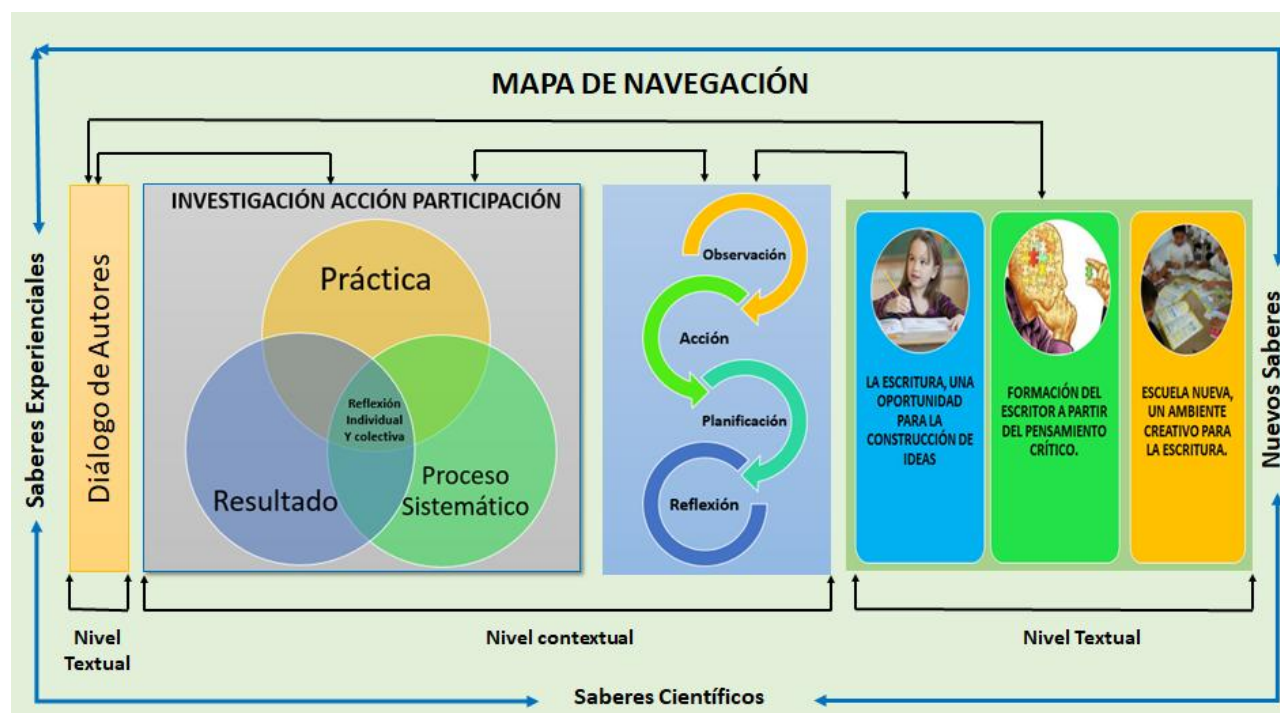 MAPA DE NAVEGACIÓN
Saberes Experienciales
Diálogo de Autores
INVESTIGACIÓN ACCIÓN PARTICIPACIÓN
Práctica
Reflexión
Individual
Y colectiva
Resultado
Proceso
Sistemático
Observación
Acción
Planificación
Reflexión
LA ESCRITURA, UNA
OPORTUNIDAD
PARA LA
CONSTRUCCIÓN DE
IDEAS
FORMACIÓN DEL
ESCRITOR A PARTIR
DEL PENSAMIENTO
CRÍTICO.
ESCUELA NUEVA,
UN AMBIENTE
CREATIVO PARA
LA ESCRITURA.
Nuevos Saberes
Nivel
Textual
Nivel contextual
Nivel Textual
Saberes Científicos